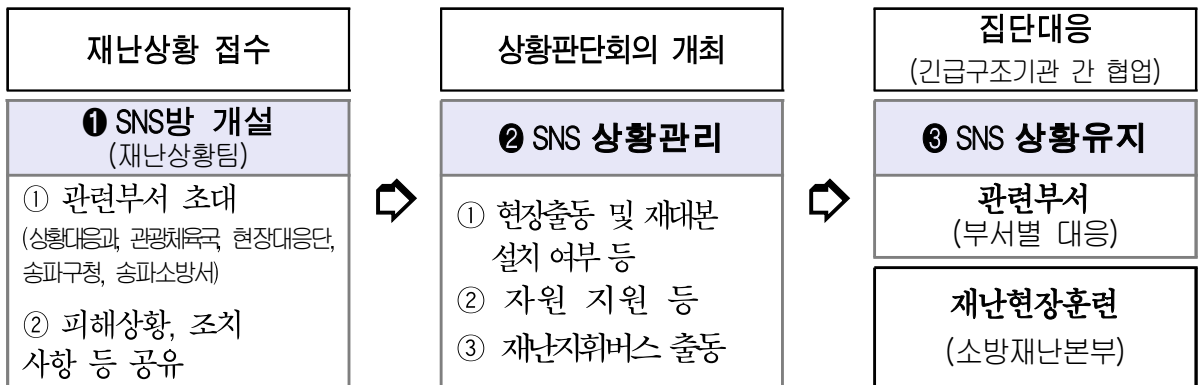 재난상황 접수
❶ SNS방 개설
(재난상황팀)
① 관련부서 초대
(상황대응과, 관광체육국, 현장대응단,
송파구청, 송파소방서)
② 피해상황, 조치
사항 등 공유
상황판단회의 개최
❷ SNS 상황관리
① 현장출동 및 재대본
설치 여부 등
② 자원 지원 등
③ 재난지휘버스 출동
집단대응
(긴급구조기관 간 협업)
❸ SNS 상황유지
관련부서
(부서별 대응)
재난현장훈련
(소방재난본부)